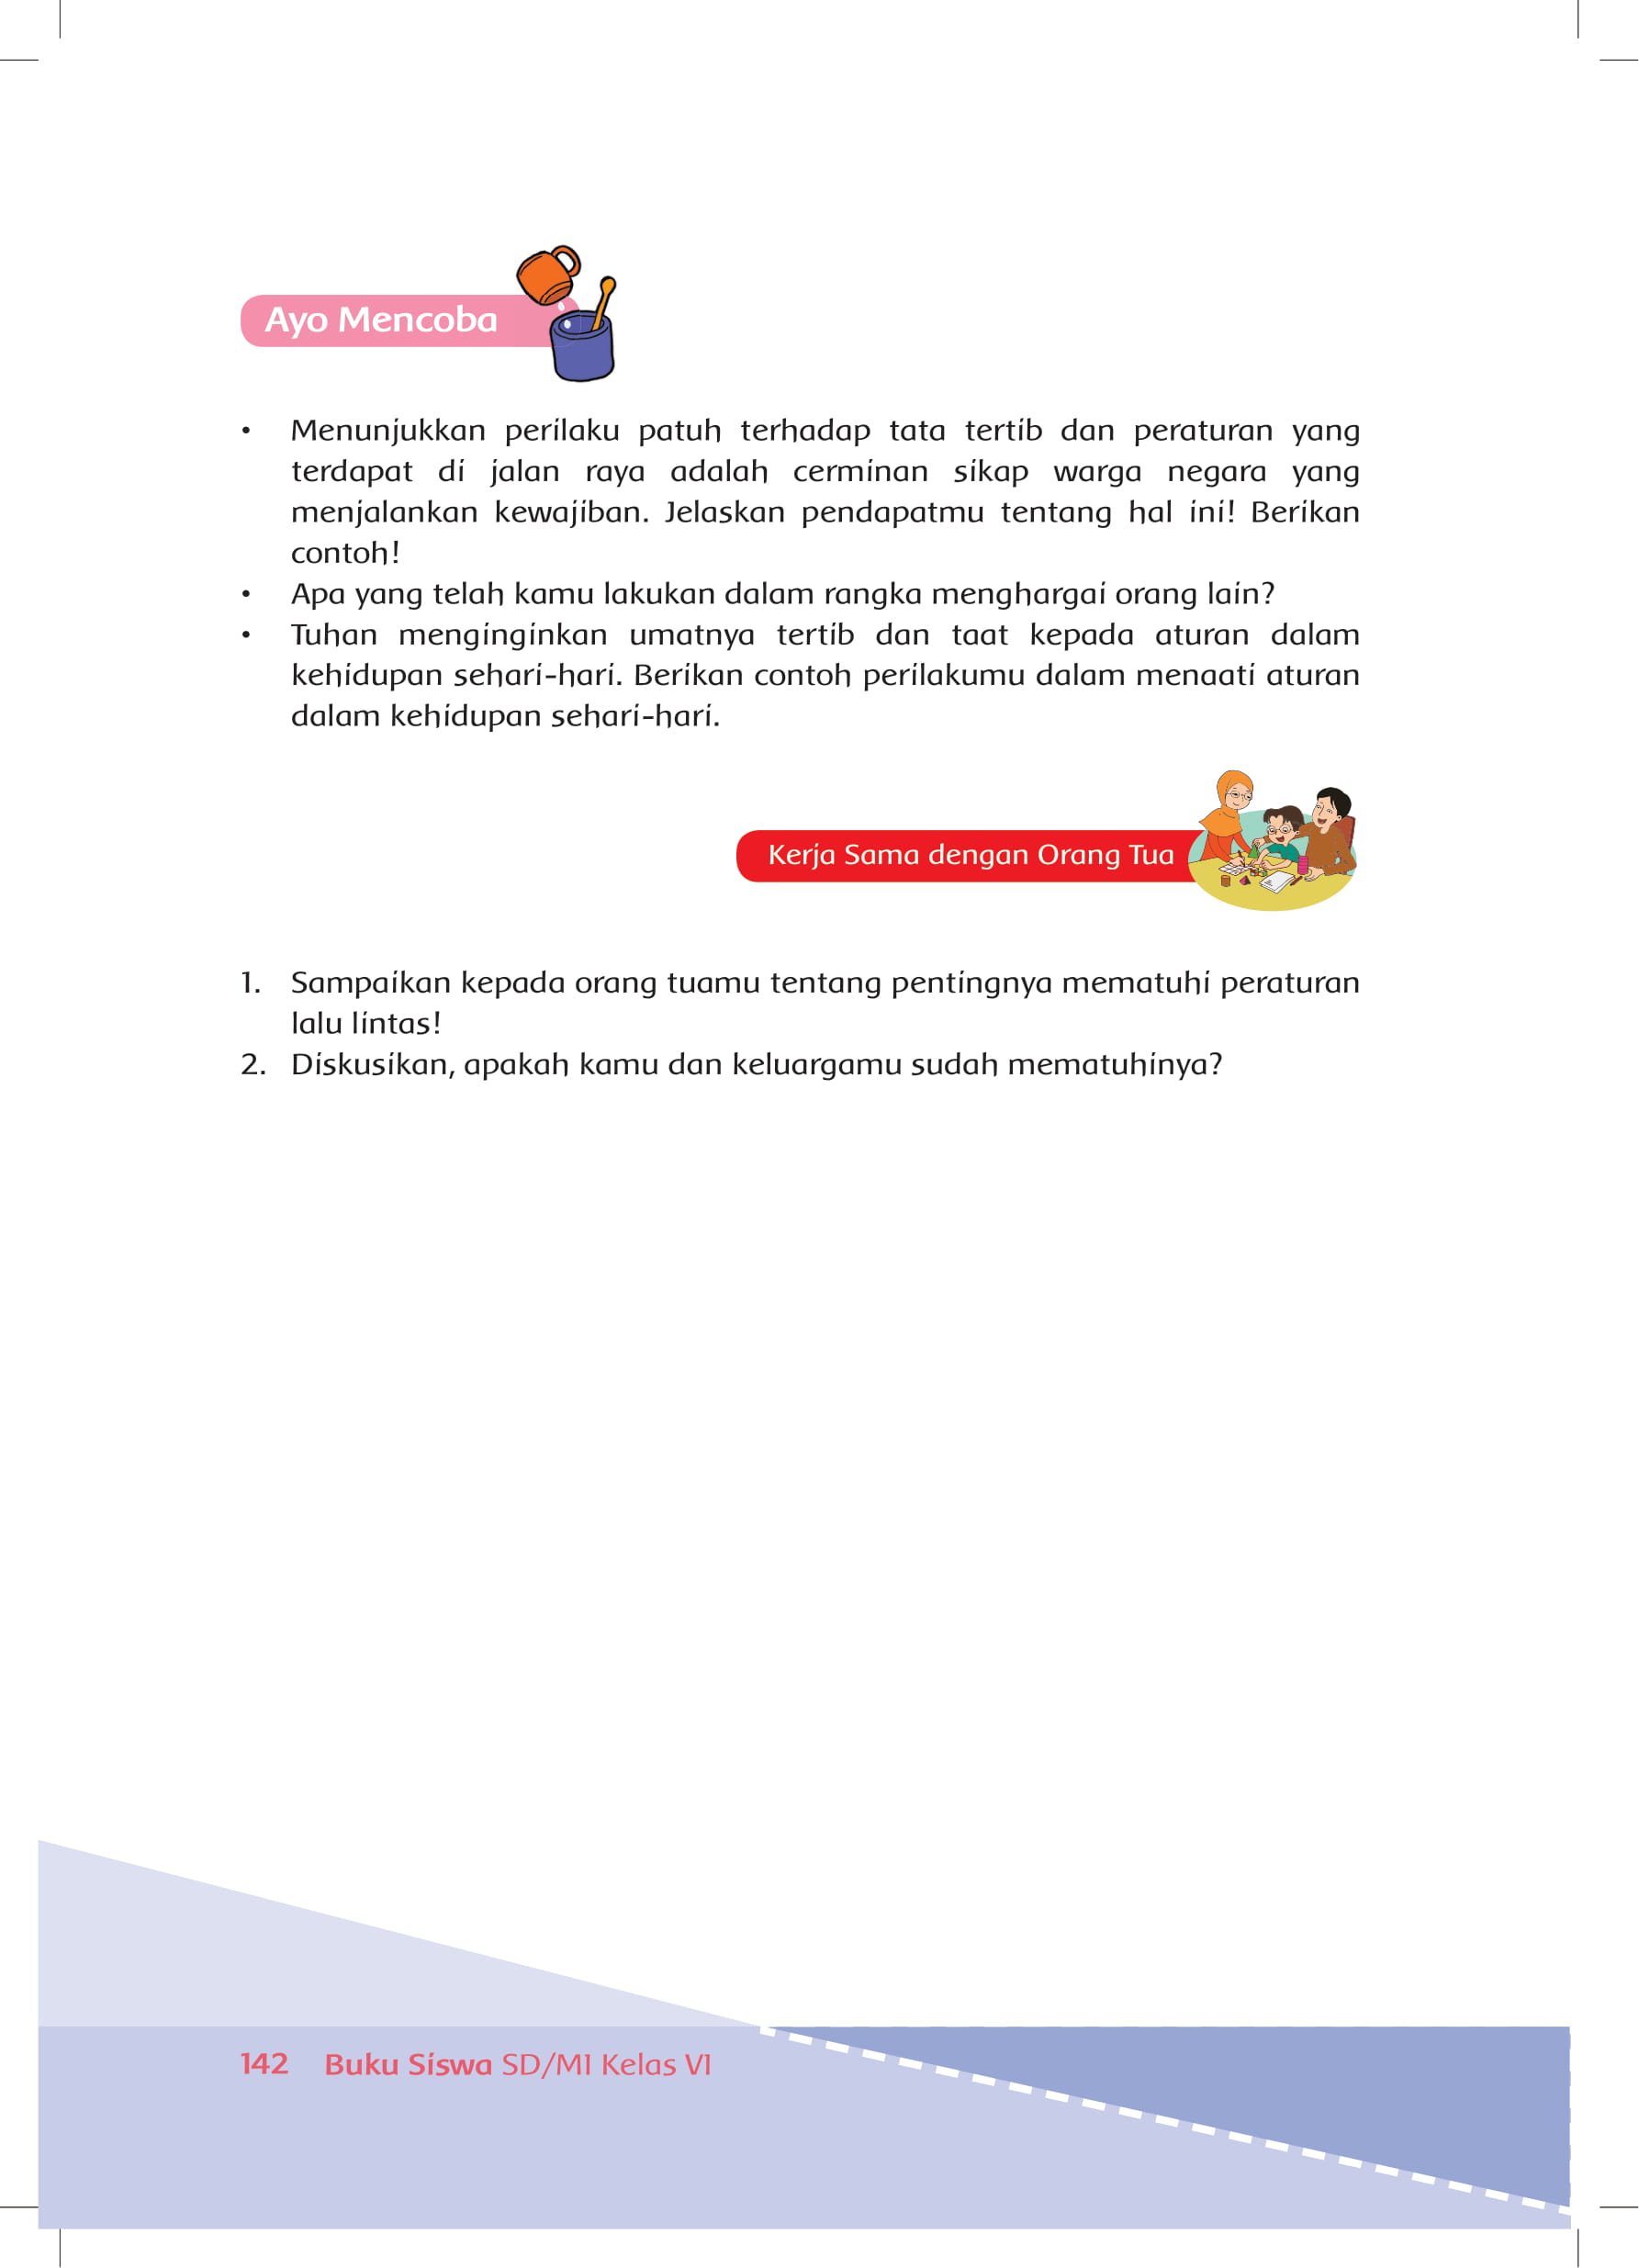 Ayo Mencoba
• Menunjukkan perilaku patuh terhadap tata tertib dan peraturan yang
terdapat di jalan raya adalah cerminan sikap warga negara yang
menjalankan kewajiban. Jelaskan pendapatmu tentang hal ini! Berikan
contoh!
• Apa yang telah kamu lakukan dalam rangka menghargai orang lain?
• Tuhan menginginkan umatnya tertib dan taat kepada aturan dalam
kehidupan sehari-hari. Berikan contoh perilakumu dalam menaati aturan
dalam kehidupan sehari-hari.
Kerja Sama dengan Orang Tua
1. Sampaikan kepada orang tuamu tentang pentingnya mematuhi peraturan
lalu lintas!
2. Diskusikan, apakah kamu dan keluargamu sudah mematuhinya?
142 Buku Siswa SD/MI Kelas VI